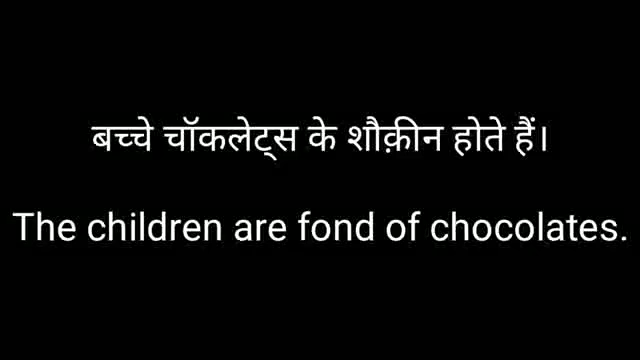 बच्चे चॉकलेट्स के शौक़ीन होते हैं।
The children are fond of chocolates.